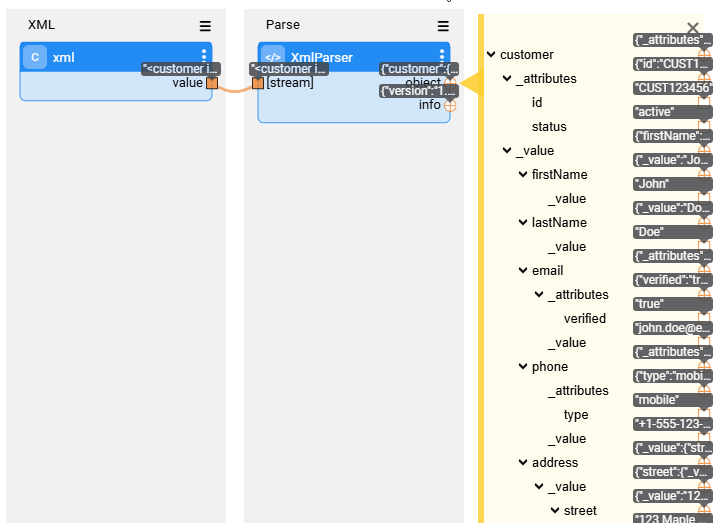 XML
C xml
"<customer i...
value
Parse
</> XmlParser
"<customer i...
[stream]
{"customer":{...
object
{"version":"1....
info
customer {"_attributes"...
_attributes {"id":"CUST1...
id "CUST123456"
status "active"
_value {"firstName":...
firstName {"_value":"Jo...
_value "John"
lastName {"_value":"Do...
_value "Doe"
email {"_attributes"...
_attributes {"verified":"tr...
verified "true"
_value "john.doe@e...
phone {"_attributes"...
_attributes {"type":"mobi...
type "mobile"
_value "+1-555-123-...
address {"_value":{"str...
_value {"street":{"_v...
street {"_value":"12...
"123 Maple